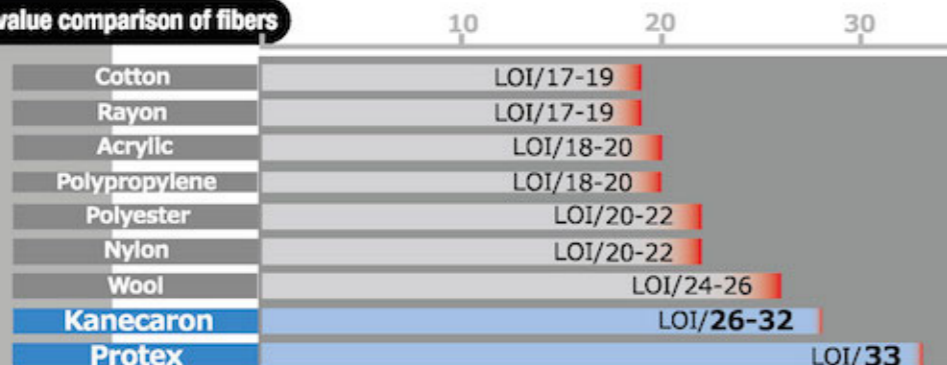 value comparison of fibers
10 20 30
Cotton LOI/17-19
Rayon LOI/17-19
Acrylic LOI/18-20
Polypropylene LOI/18-20
Polyester LOI/20-22
Nylon LOI/20-22
Wool LOI/24-26
Kanecaron LOI/26-32
Protex LOI/33